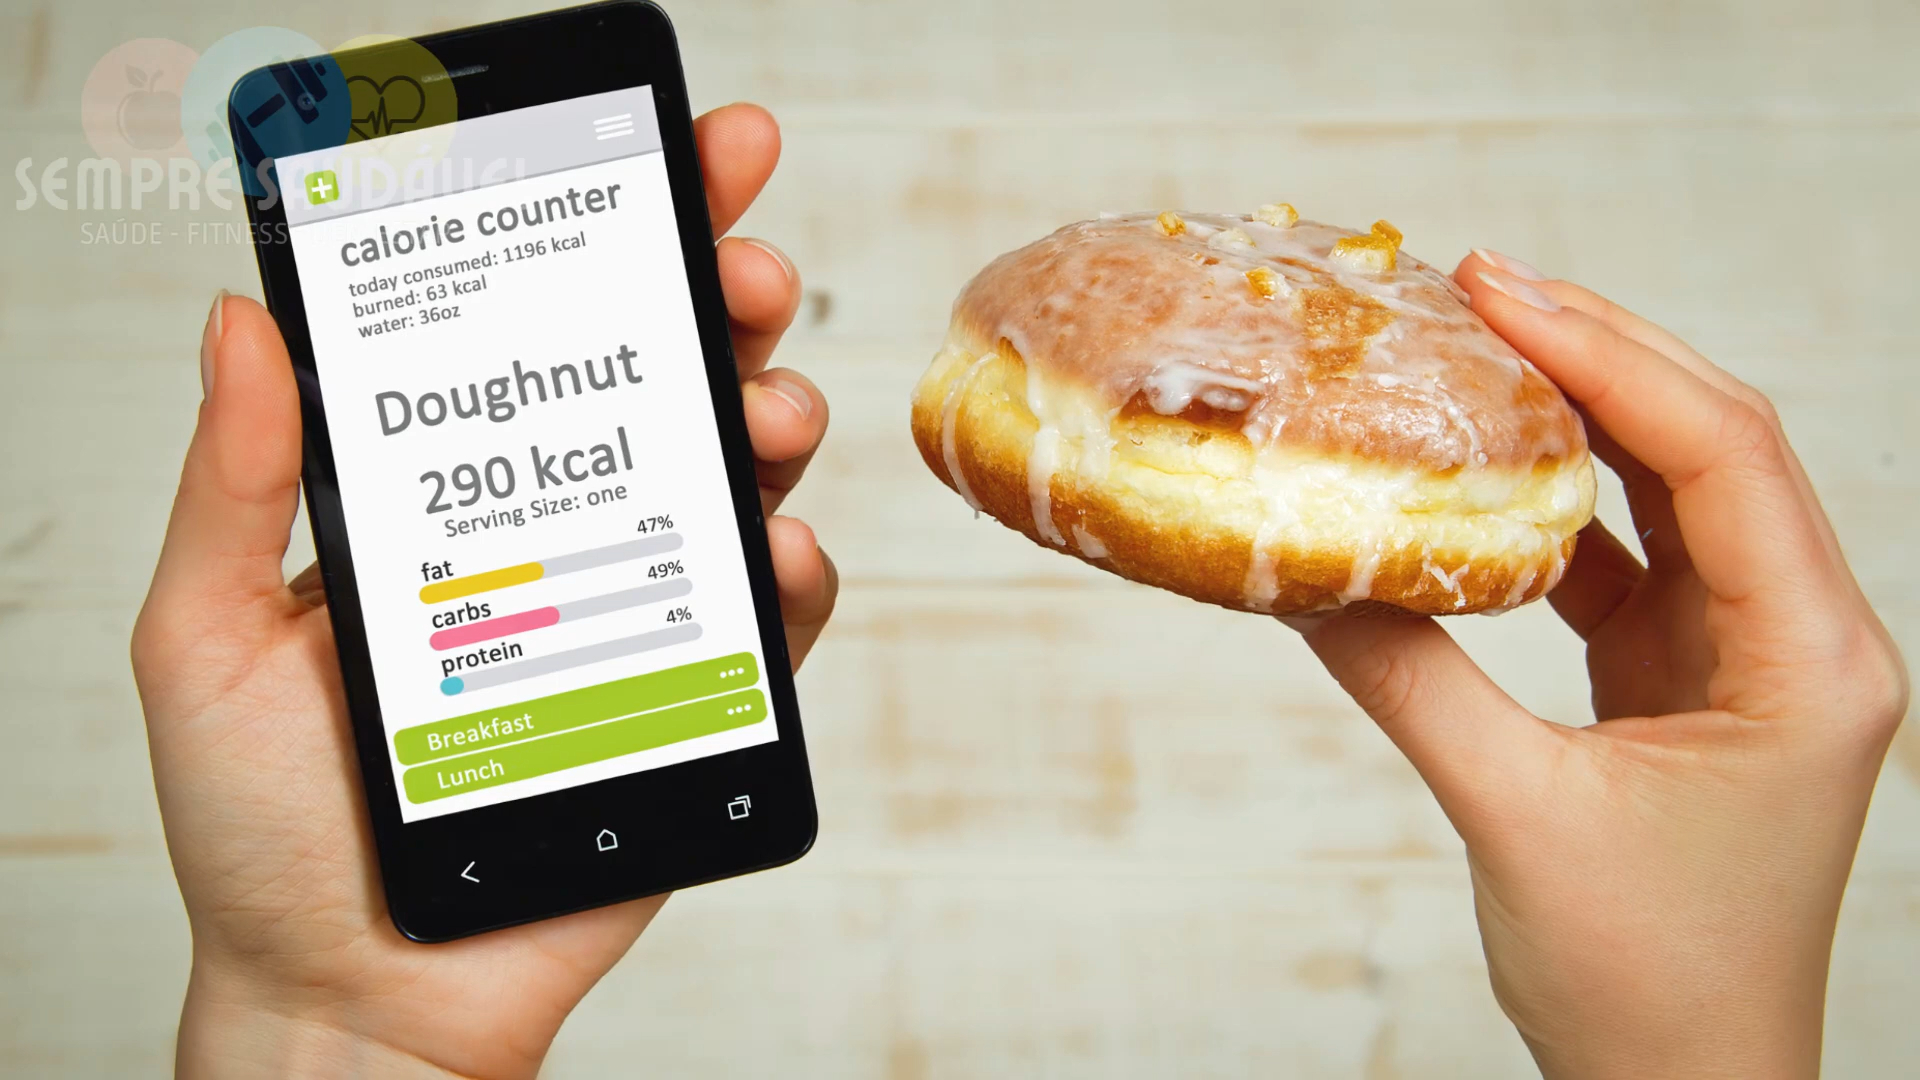 SEMPRE SAUDÁVEL
SAÚDE - FITNESS
calorie counter
today consumed: 1196 kcal
burned: 63 kcal
water: 36oz
Doughnut
290 kcal
Serving Size: one
47%
fat
49%
carbs
4%
protein
Breakfast
Lunch